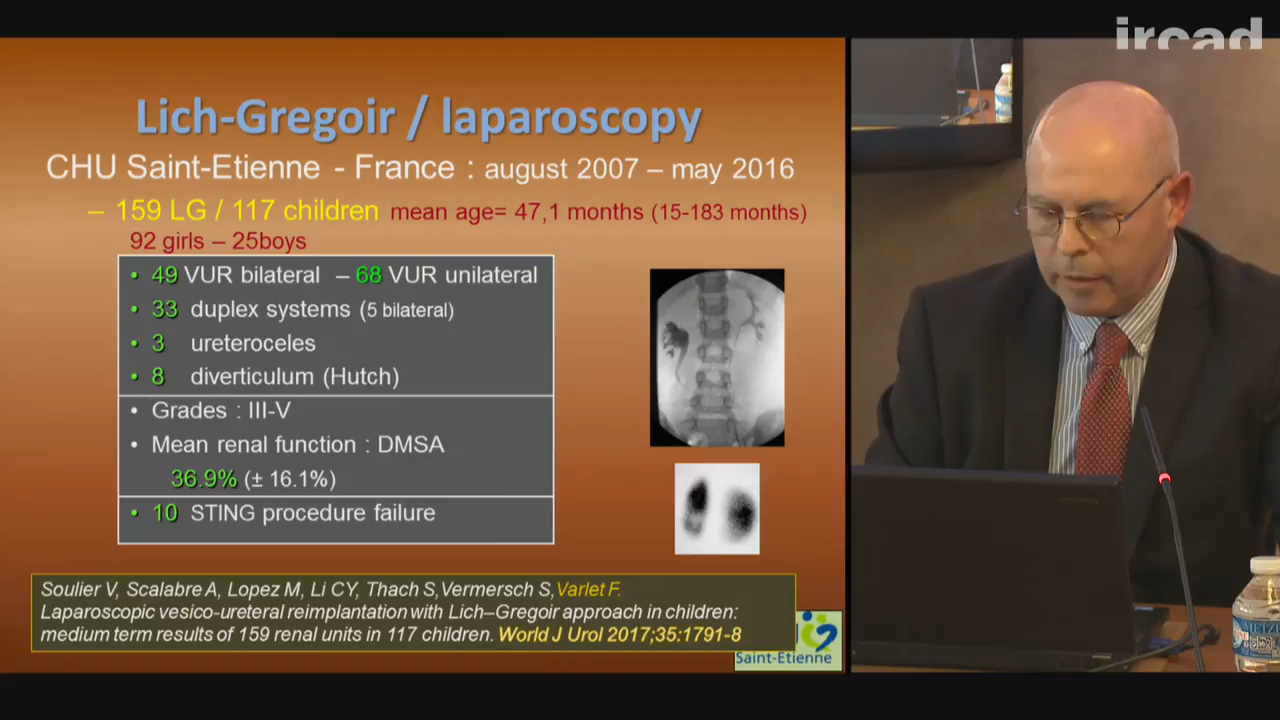 ircad
Lich-Gregoir / laparoscopy
CHU Saint-Etienne - France : august 2007 – may 2016
– 159 LG / 117 children mean age= 47,1 months (15-183 months)
92 girls – 25boys
• 49 VUR bilateral – 68 VUR unilateral
• 33 duplex systems (5 bilateral)
• 3 ureteroceles
• 8 diverticulum (Hutch)
• Grades : III-V
• Mean renal function : DMSA
36.9% (± 16.1%)
• 10 STING procedure failure
Soulier V, Scalabre A, Lopez M, Li CY, Thach S,Vermersch S,Varlet F.
Laparoscopic vesico-ureteral reimplantation with Lich–Gregoir approach in children:
medium term results of 159 renal units in 117 children. World J Urol 2017;35:1791-8
Saint-Etienne